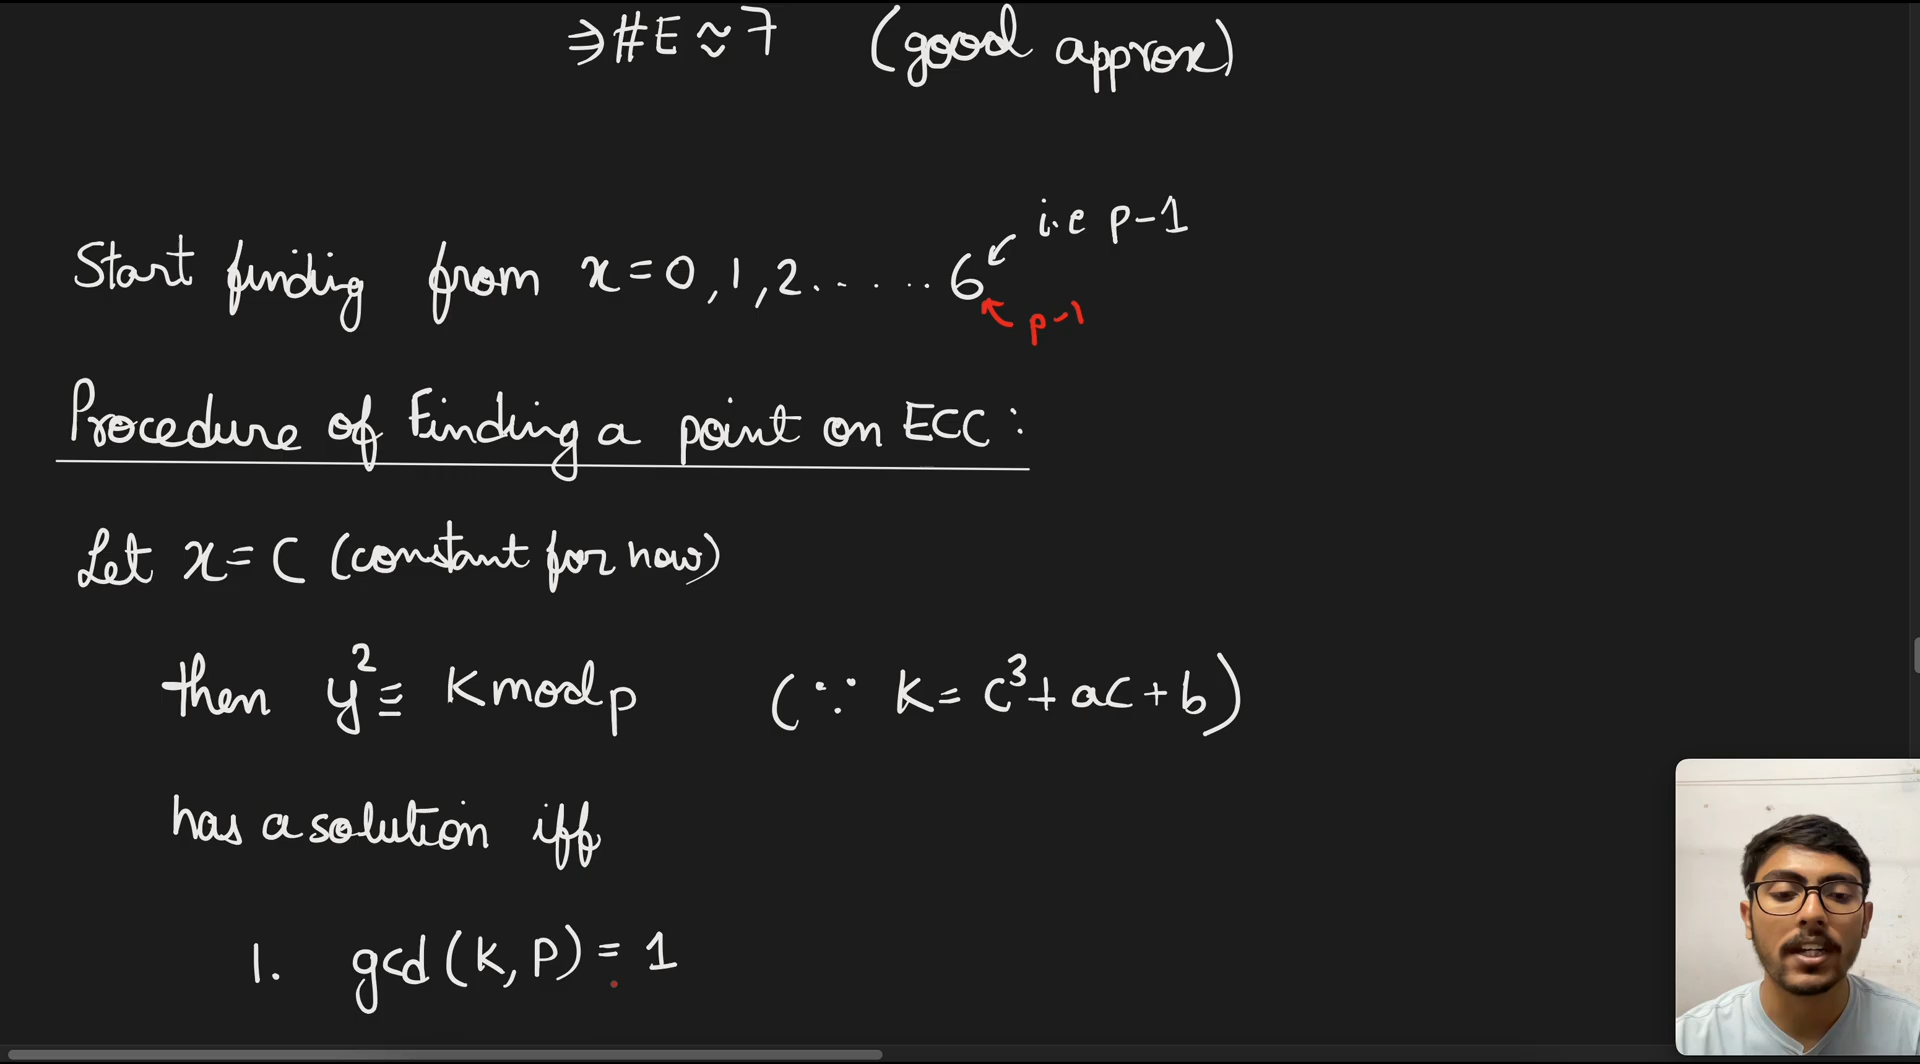 ⇒ #E ≈ 7 (good approx)
i.e p-1
Start finding from x = 0, 1, 2 . . . . . 6
p-1
Procedure of Finding a point on ECC :
Let x = C (constant for now)
then y² ≡ K mod p (∵ K = C³ + aC + b)
has a solution iff
1. gcd (K, P) = 1